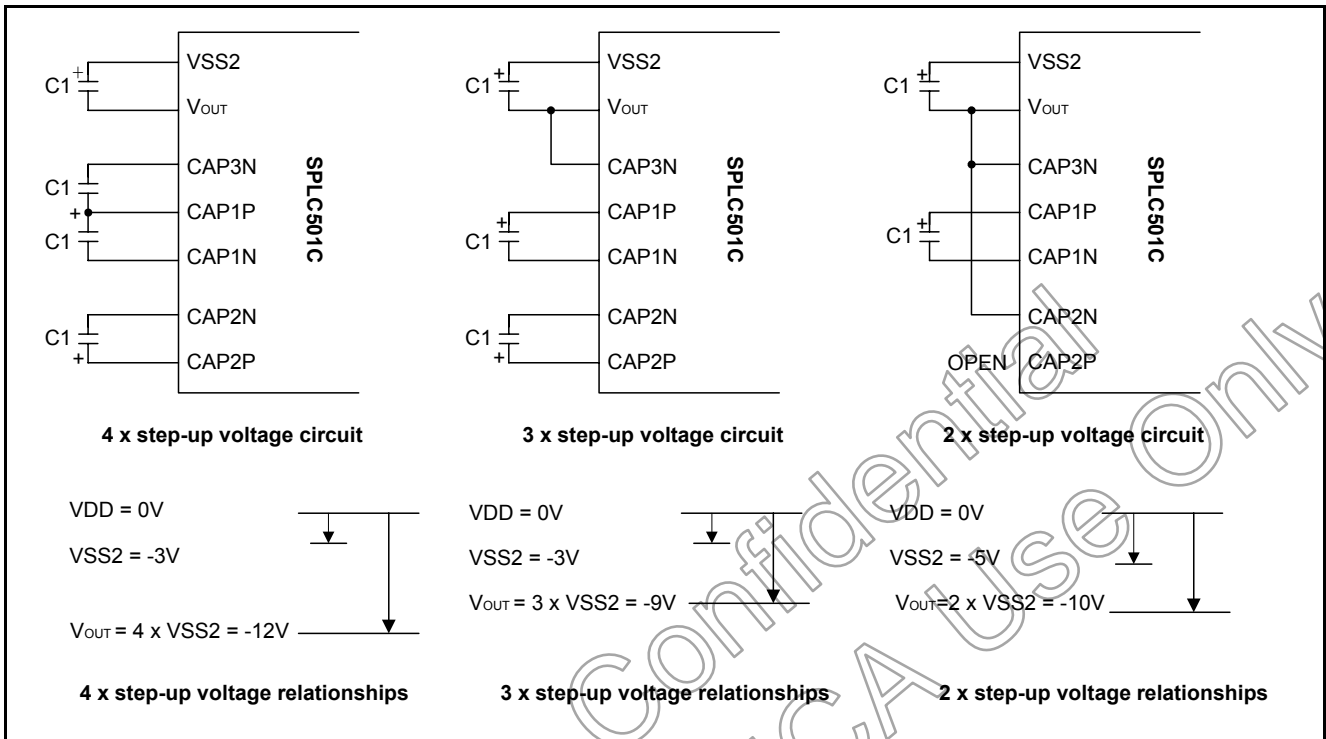 VSS2
C1 +
VOUT
CAP3N
C1
+
CAP1P
C1
CAP1N
CAP2N
C1
+
CAP2P
SPLC501C
4 x step-up voltage circuit
VSS2
C1 +
VOUT
CAP3N
CAP1P
C1 +
CAP1N
CAP2N
C1
+
CAP2P
SPLC501C
3 x step-up voltage circuit
VSS2
C1 +
VOUT
CAP3N
CAP1P
C1 +
CAP1N
CAP2N
OPEN CAP2P
SPLC501C
2 x step-up voltage circuit
VDD = 0V
VSS2 = -3V
VOUT = 4 x VSS2 = -12V
4 x step-up voltage relationships
VDD = 0V
VSS2 = -3V
VOUT = 3 x VSS2 = -9V
3 x step-up voltage relationships
VDD = 0V
VSS2 = -5V
VOUT=2 x VSS2 = -10V
2 x step-up voltage relationships
Confidential
Use Only